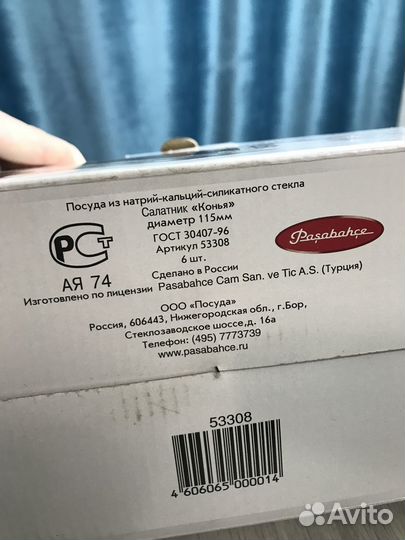 Посуда из натрий-кальций-силикатного стекла
Салатник «Конья»
диаметр 115мм
ГОСТ 30407-96
Артикул 53308
6 шт.
Сделано в России
РСТ
АЯ 74
Paşabahçe
Изготовлено по лицензии Pasabahce Cam San. ve Tic A.S. (Турция)
ООО «Посуда»
Россия, 606443, Нижегородская обл., г.Бор,
Стеклозаводское шоссе,д. 16а
Телефон: (495) 7773739
www.pasabahce.ru
53308
4 606065 000014
Avito